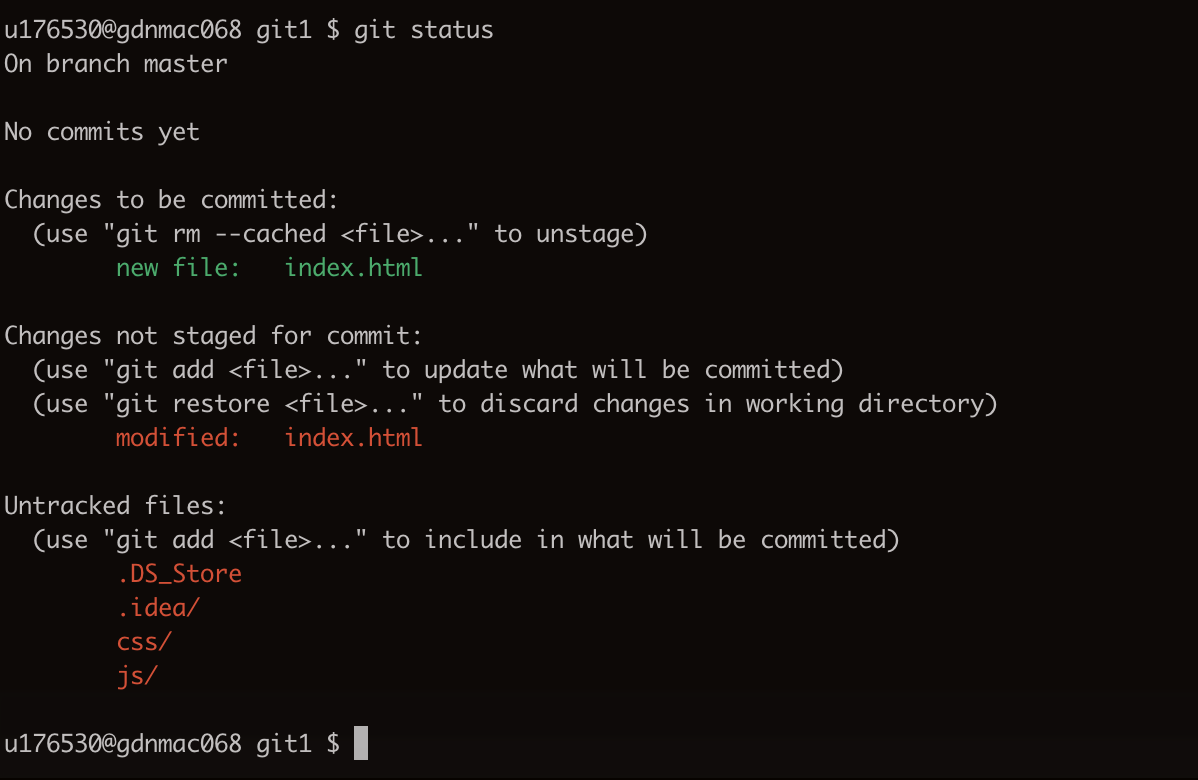 u176530@gdnmac068 git1 $ git status
On branch master
No commits yet
Changes to be committed:
  (use "git rm --cached <file>..." to unstage)
        new file:   index.html
Changes not staged for commit:
  (use "git add <file>..." to update what will be committed)
  (use "git restore <file>..." to discard changes in working directory)
        modified:   index.html
Untracked files:
  (use "git add <file>..." to include in what will be committed)
        .DS_Store
        .idea/
        css/
        js/
u176530@gdnmac068 git1 $